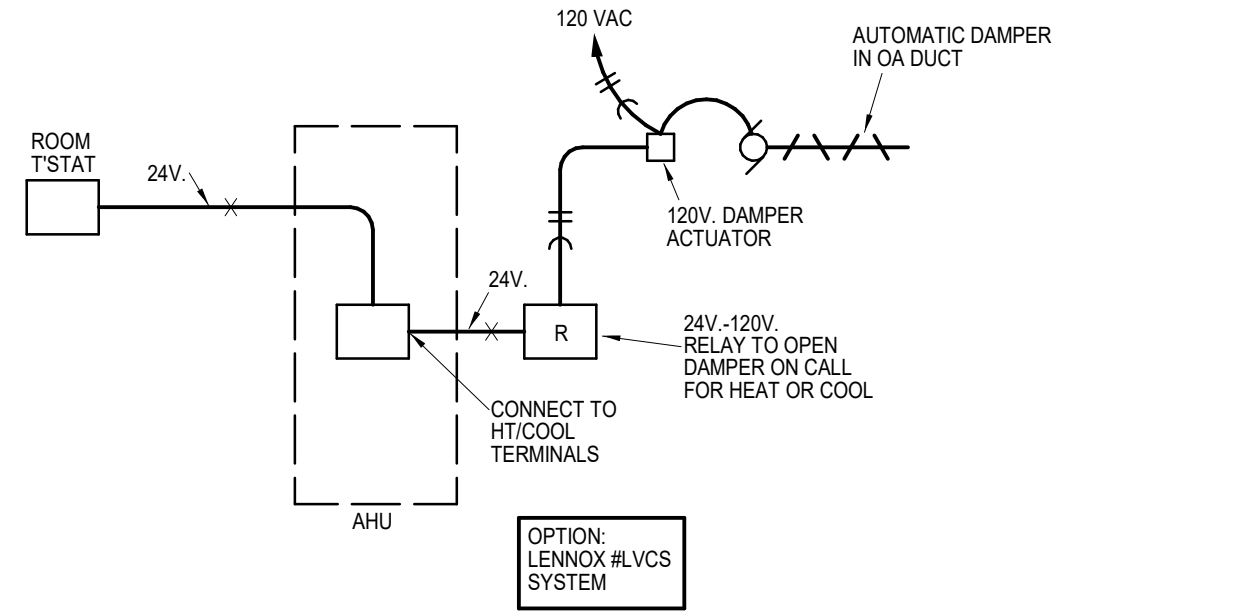 120 VAC
AUTOMATIC DAMPER
IN OA DUCT
ROOM
T'STAT
24V.
120V. DAMPER
ACTUATOR
24V.
R
24V.-120V.
RELAY TO OPEN
DAMPER ON CALL
FOR HEAT OR COOL
CONNECT TO
HT/COOL
TERMINALS
AHU
OPTION:
LENNOX #LVCS
SYSTEM